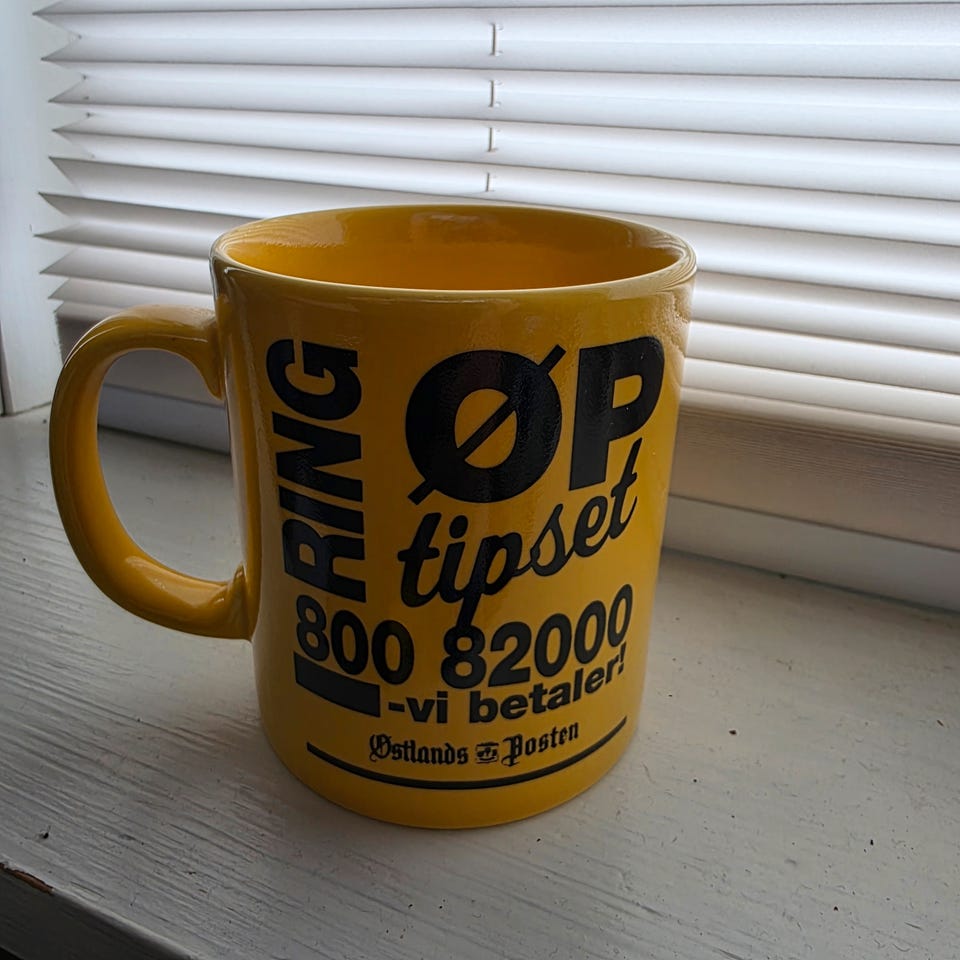 RING
ØP
tipset
800 82000
-vi betaler!
Østlands Posten